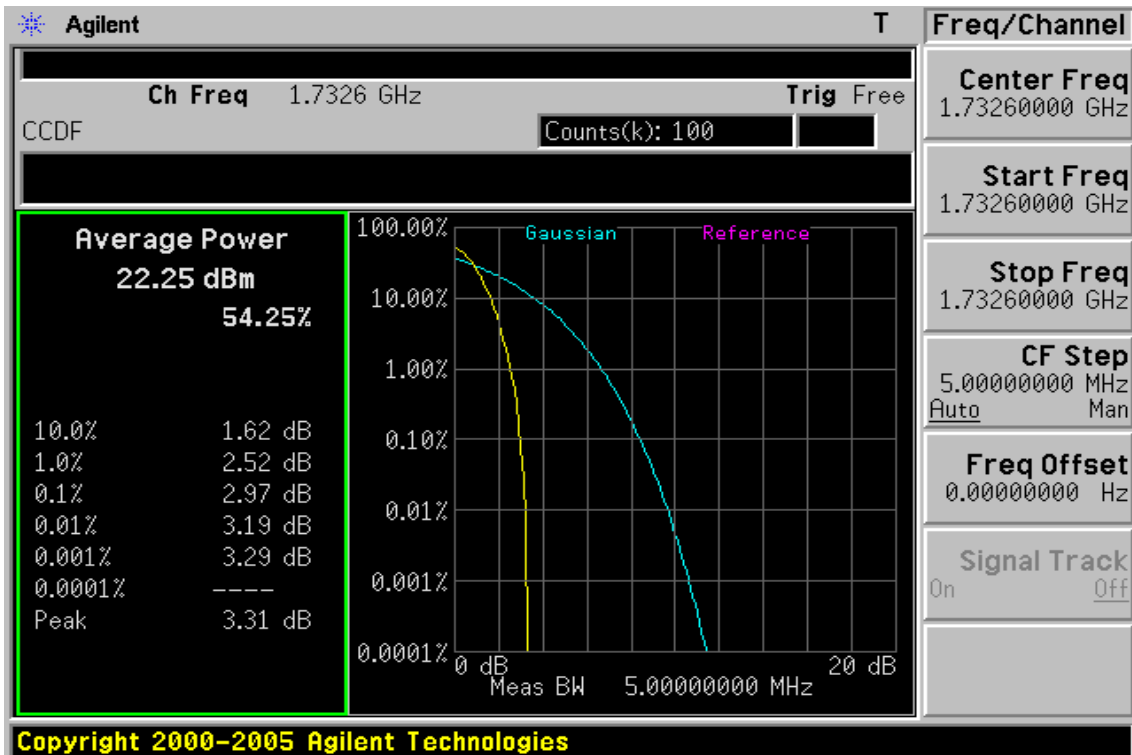 Agilent T
Freq/Channel
Ch Freq 1.7326 GHz Trig Free
CCDF
Counts(k): 100
Average Power
22.25 dBm
54.25%
10.0% 1.62 dB
1.0% 2.52 dB
0.1% 2.97 dB
0.01% 3.19 dB
0.001% 3.29 dB
0.0001% ----
Peak 3.31 dB
Gaussian Reference
100.00%
10.00%
1.00%
0.10%
0.01%
0.001%
0.0001%
0 dB 20 dB
Meas BW 5.00000000 MHz
Center Freq
1.73260000 GHz
Start Freq
1.73260000 GHz
Stop Freq
1.73260000 GHz
CF Step
5.00000000 MHz
Auto Man
Freq Offset
0.00000000 Hz
Signal Track
On Off
Copyright 2000-2005 Agilent Technologies